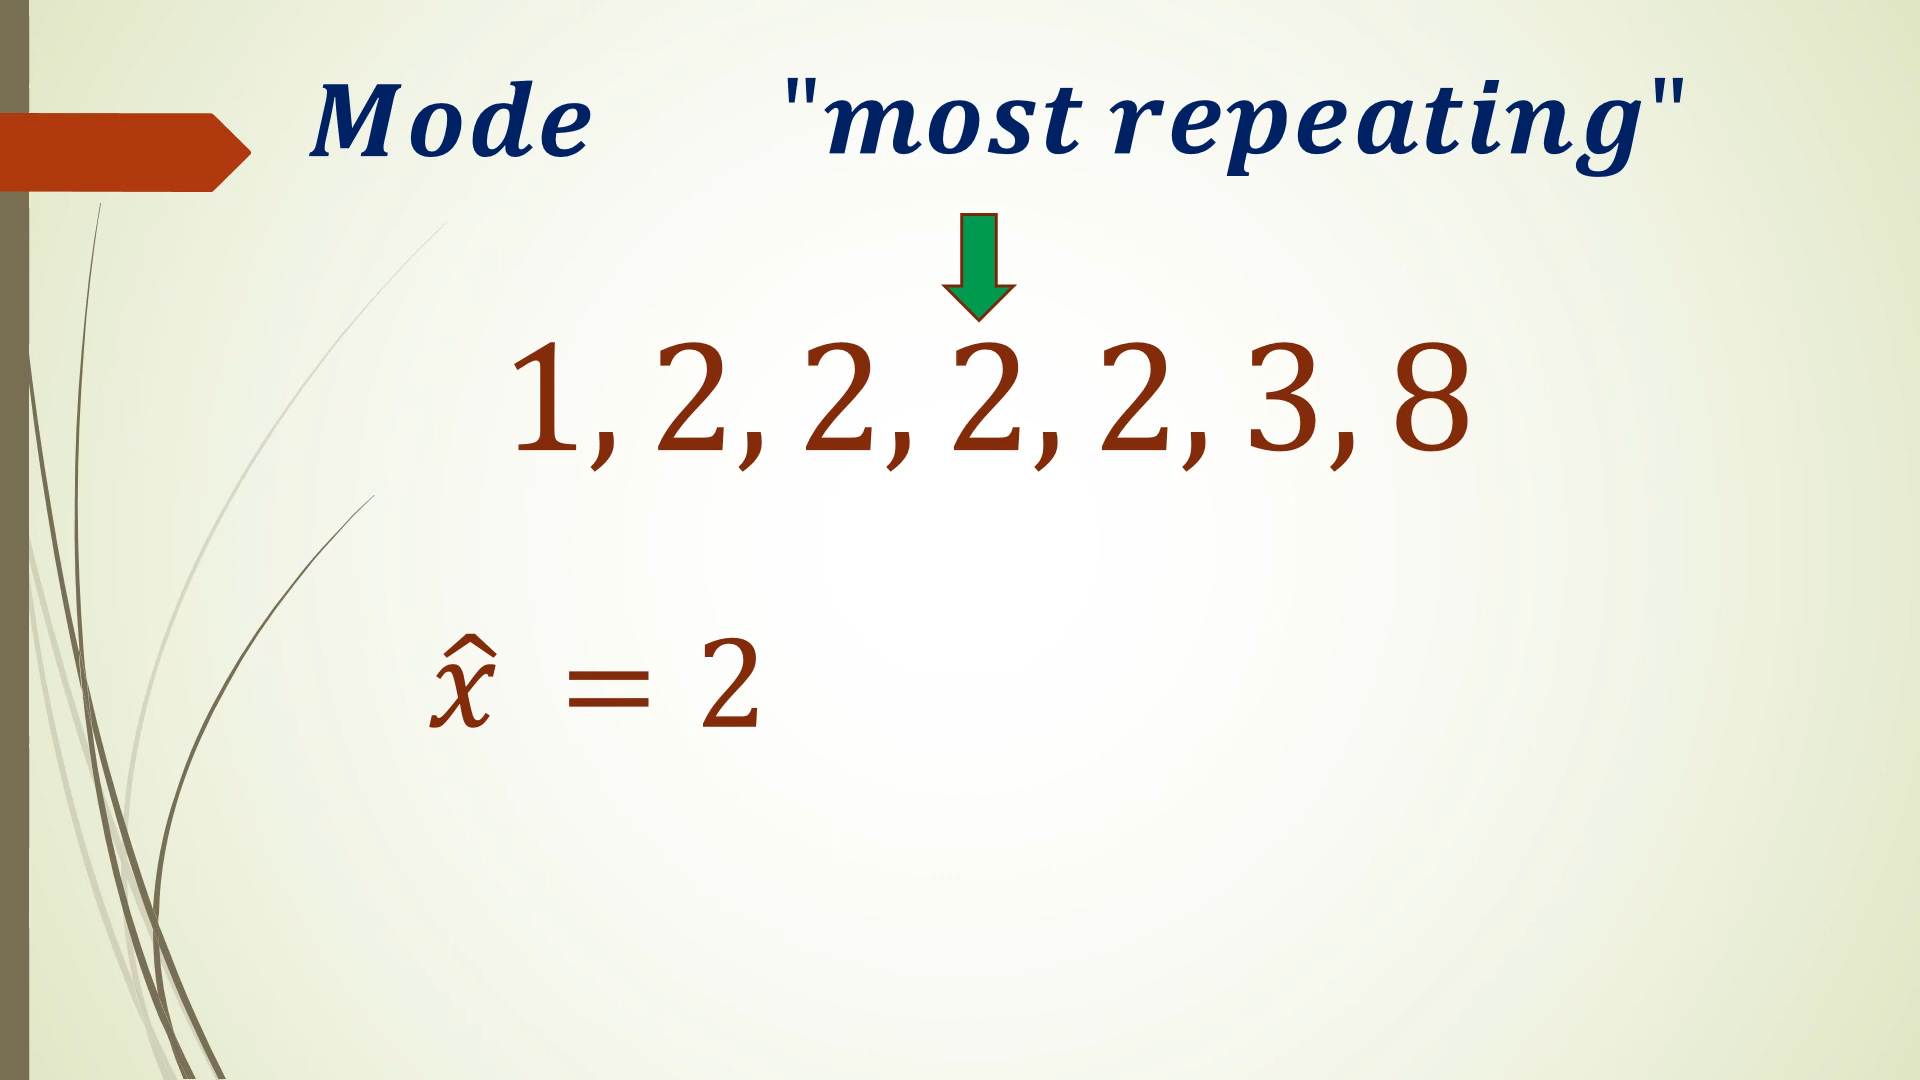 Mode "most repeating"
1, 2, 2, 2, 2, 3, 8
x̂ = 2